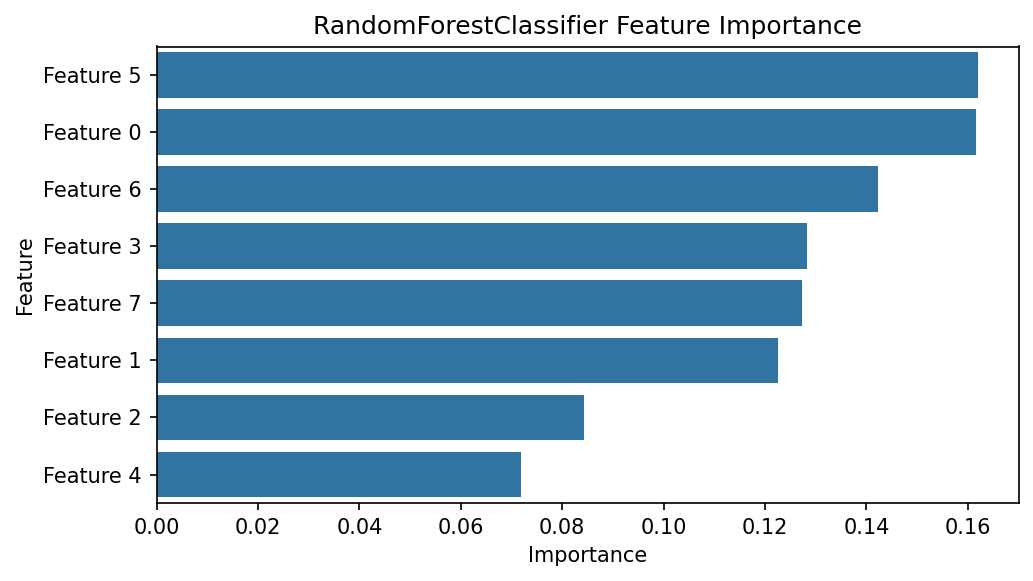 RandomForestClassifier Feature Importance
Feature 5
Feature 0
Feature 6
Feature 3
Feature 7
Feature 1
Feature 2
Feature 4
Feature
0.00 0.02 0.04 0.06 0.08 0.10 0.12 0.14 0.16
Importance